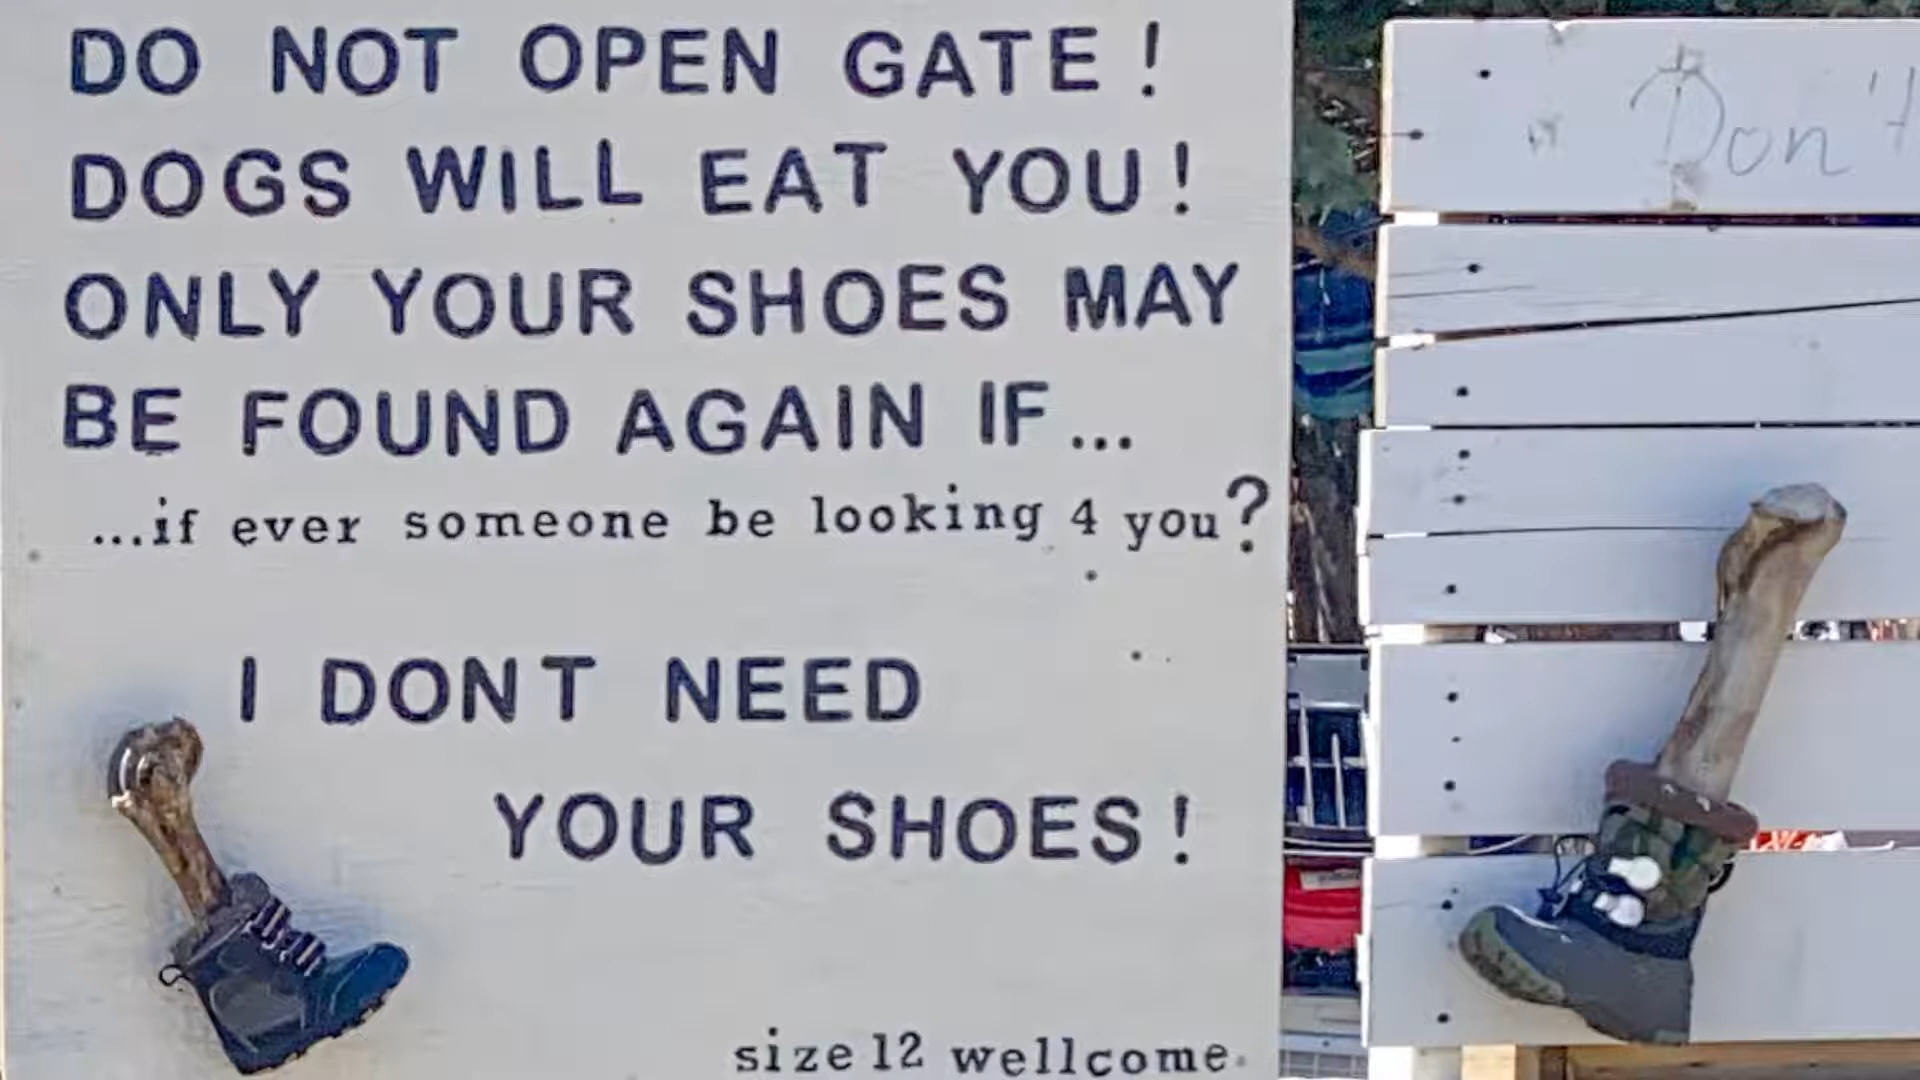 DO NOT OPEN GATE!
DOGS WILL EAT YOU!
ONLY YOUR SHOES MAY
BE FOUND AGAIN IF...
...if ever someone be looking 4 you?
I DONT NEED
YOUR SHOES!
size 12 wellcome
Don't